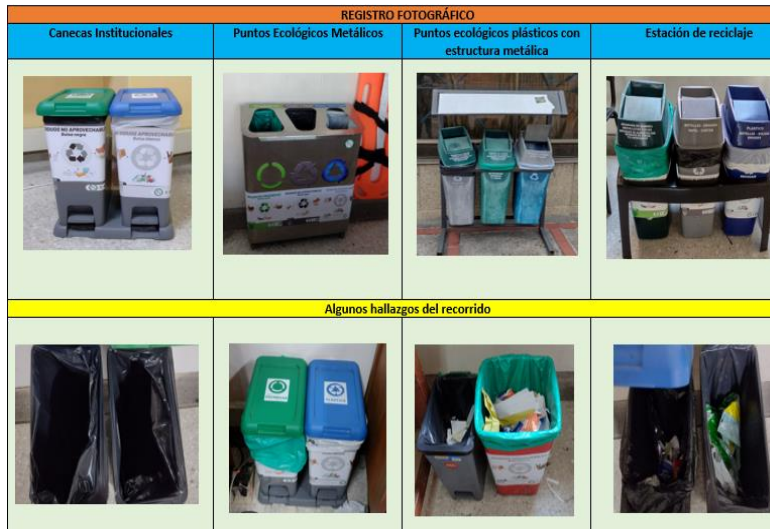 REGISTRO FOTOGRÁFICO
Canecas Institucionales
Puntos Ecológicos Metálicos
Puntos ecológicos plásticos con
estructura metálica
Estación de reciclaje
Algunos hallazgos del recorrido